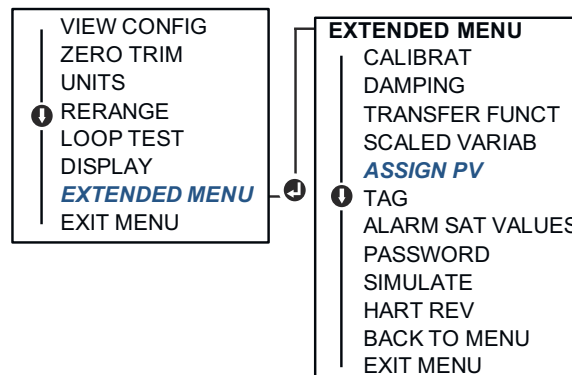 VIEW CONFIG
ZERO TRIM
UNITS
RERANGE
LOOP TEST
DISPLAY
EXTENDED MENU
EXIT MENU
EXTENDED MENU
CALIBRAT
DAMPING
TRANSFER FUNCT
SCALED VARIAB
ASSIGN PV
TAG
ALARM SAT VALUES
PASSWORD
SIMULATE
HART REV
BACK TO MENU
EXIT MENU